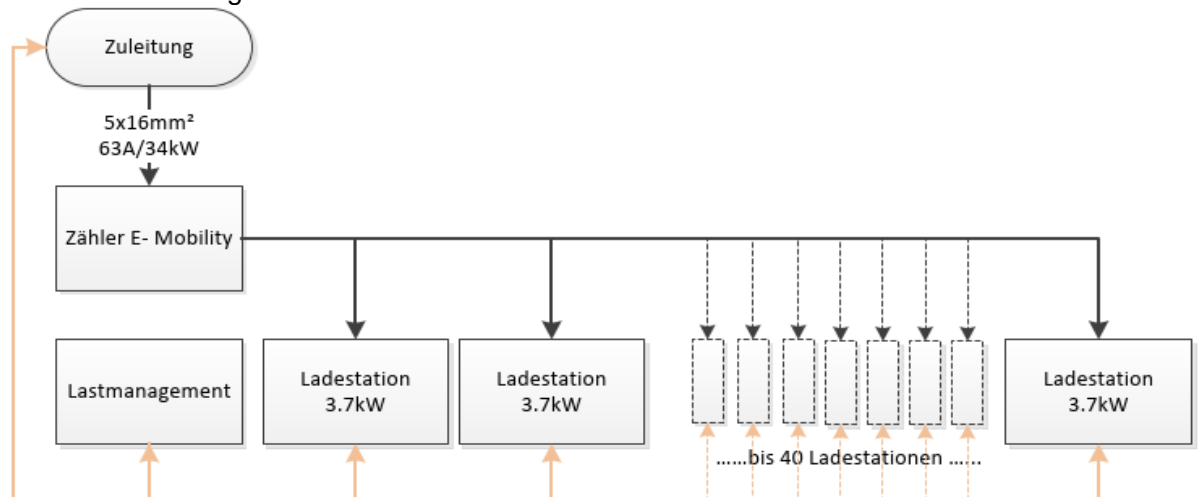 Zuleitung
5x16mm²
63A/34kW
Zähler E- Mobility
Lastmanagement
Ladestation
3.7kW
Ladestation
3.7kW
Ladestation
3.7kW
......bis 40 Ladestationen ......